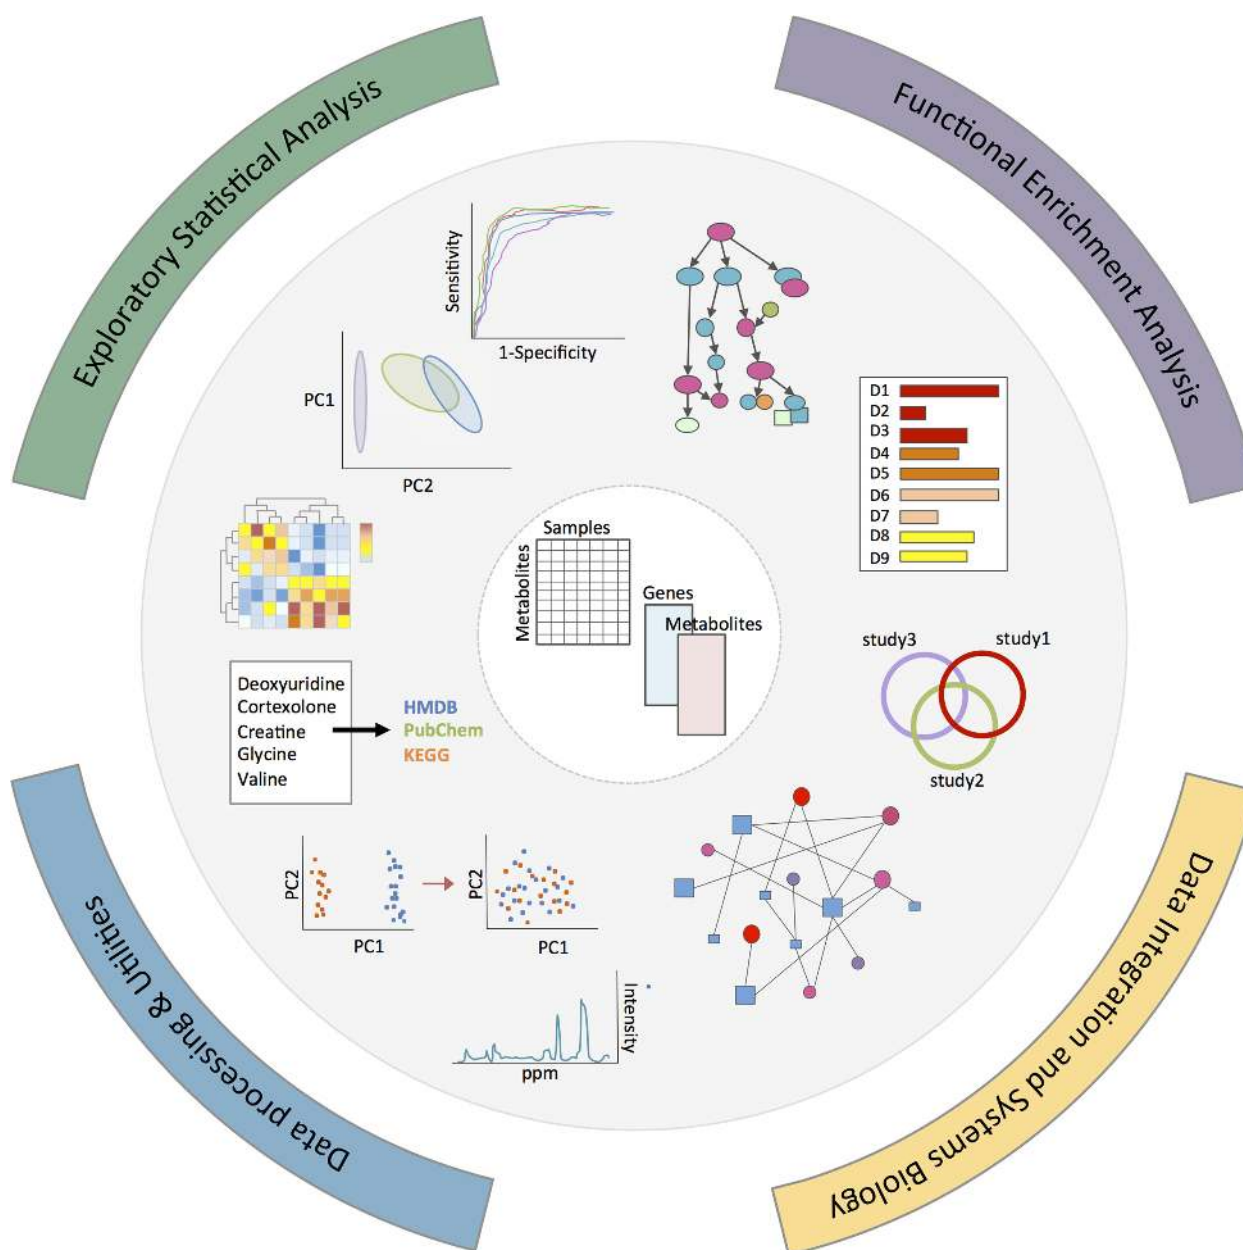 Exploratory Statistical Analysis
Functional Enrichment Analysis
Sensitivity
1-Specificity
PC1
PC2
D1
D2
D3
D4
D5
D6
D7
D8
D9
Samples
Metabolites
Genes
Metabolites
study3
study1
study2
Deoxyuridine
Cortexolone
Creatine
Glycine
Valine
HMDB
PubChem
KEGG
PC2
PC1
PC2
PC1
Intensity
ppm
Data processing & Utilities
Data Integration and Systems Biology